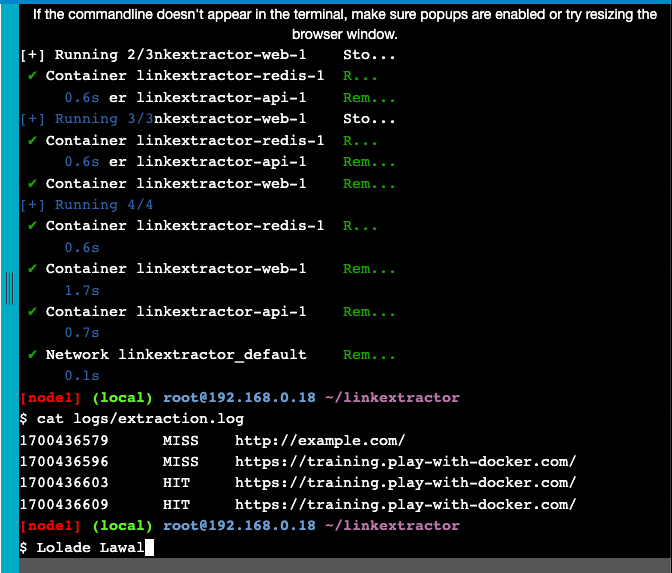 If the commandline doesn't appear in the terminal, make sure popups are enabled or try resizing the
browser window.
[+] Running 2/3nkextractor-web-1    Sto...
✔ Container linkextractor-redis-1  R...
0.6s er linkextractor-api-1    Rem...
[+] Running 3/3nkextractor-web-1    Sto...
✔ Container linkextractor-redis-1  R...
0.6s er linkextractor-api-1    Rem...
✔ Container linkextractor-web-1    Rem...
[+] Running 4/4
✔ Container linkextractor-redis-1  R...
0.6s
✔ Container linkextractor-web-1    Rem...
1.7s
✔ Container linkextractor-api-1    Rem...
0.7s
✔ Network linkextractor_default    Rem...
0.1s
[node1] (local) root@192.168.0.18 ~/linkextractor
$ cat logs/extraction.log
1700436579      MISS    http://example.com/
1700436596      MISS    https://training.play-with-docker.com/
1700436603      HIT     https://training.play-with-docker.com/
1700436609      HIT     https://training.play-with-docker.com/
[node1] (local) root@192.168.0.18 ~/linkextractor
$ Lolade Lawal